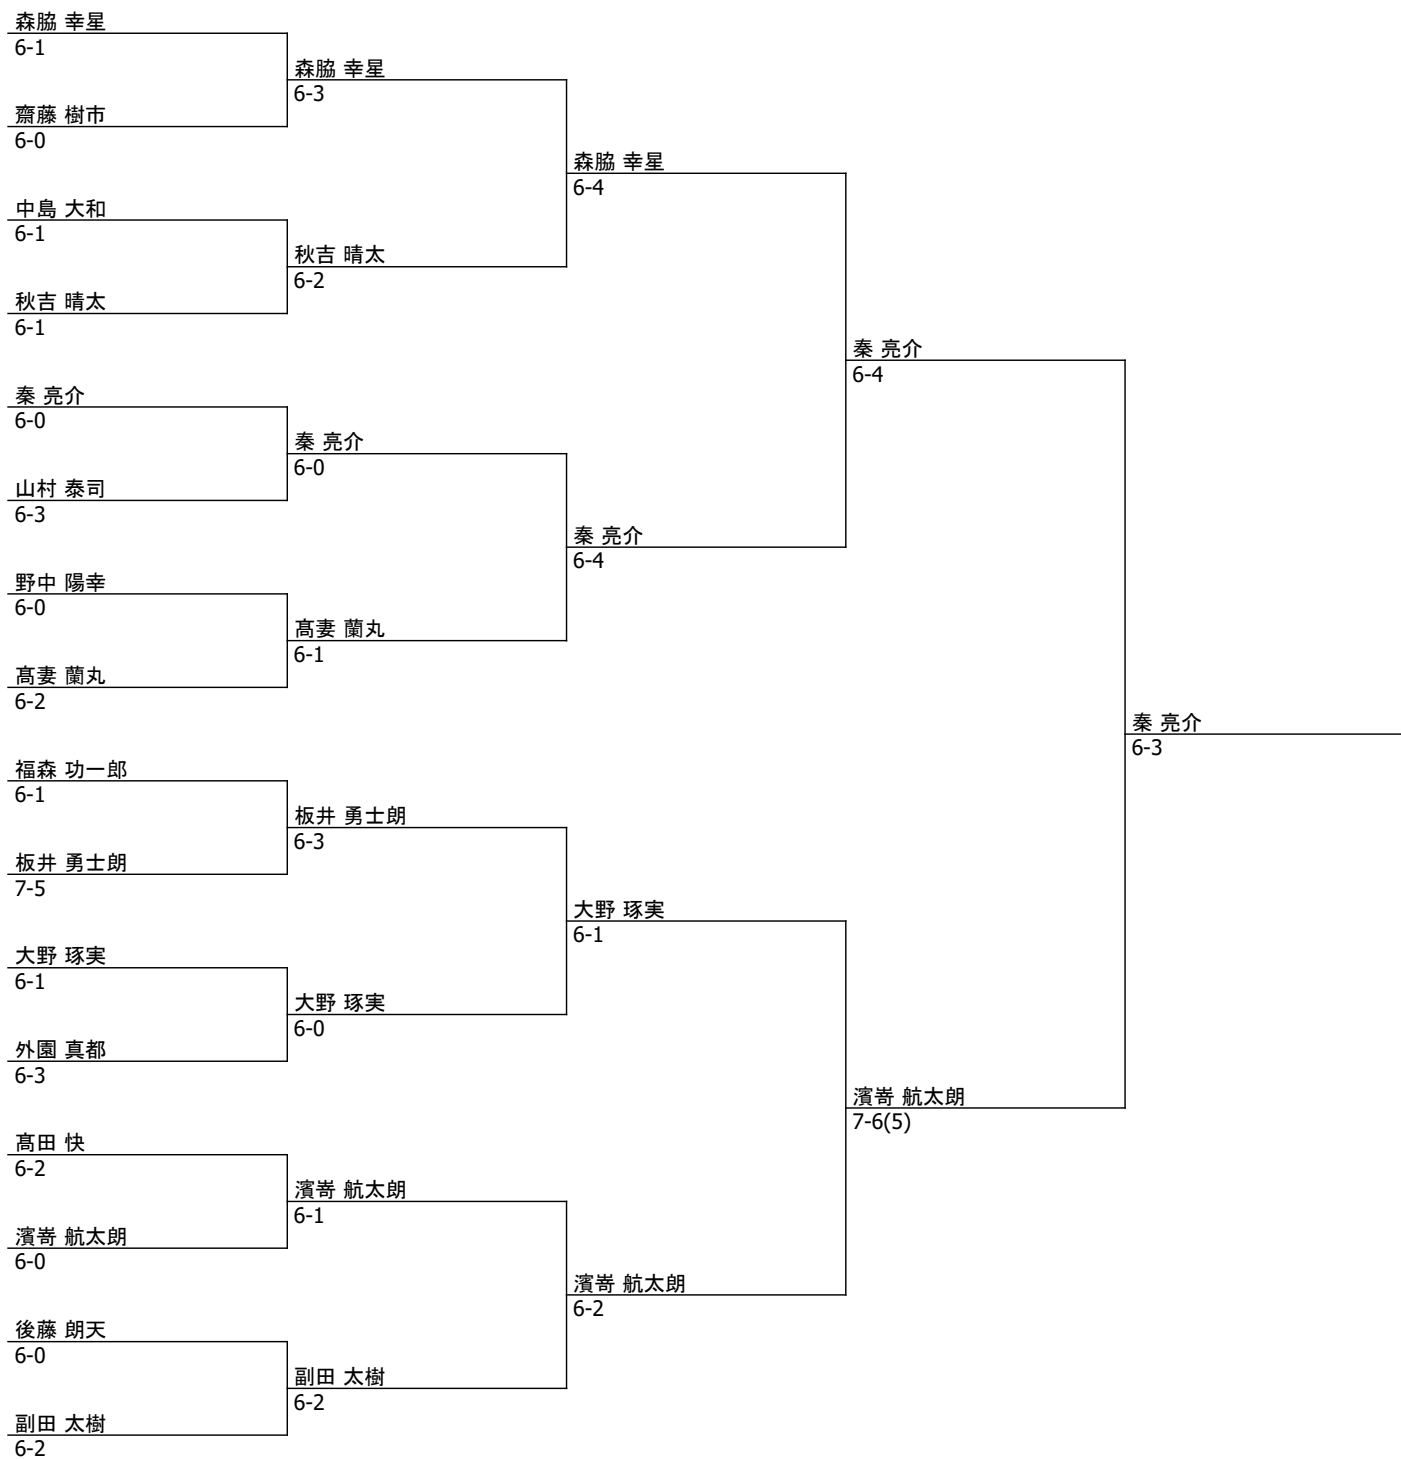 森脇 幸星
6-1
森脇 幸星
6-3
齋藤 樹市
6-0
森脇 幸星
6-4
中島 大和
6-1
秋吉 晴太
6-2
秋吉 晴太
6-1
秦 亮介
6-4
秦 亮介
6-0
秦 亮介
6-0
山村 泰司
6-3
秦 亮介
6-4
野中 陽幸
6-0
髙妻 蘭丸
6-1
髙妻 蘭丸
6-2
秦 亮介
6-3
福森 功一郎
6-1
板井 勇士朗
6-3
板井 勇士朗
7-5
大野 琢実
6-1
大野 琢実
6-1
大野 琢実
6-0
外園 真都
6-3
濱嵜 航太朗
7-6(5)
髙田 快
6-2
濱嵜 航太朗
6-1
濱嵜 航太朗
6-0
濱嵜 航太朗
6-2
後藤 朗天
6-0
副田 太樹
6-2
副田 太樹
6-2